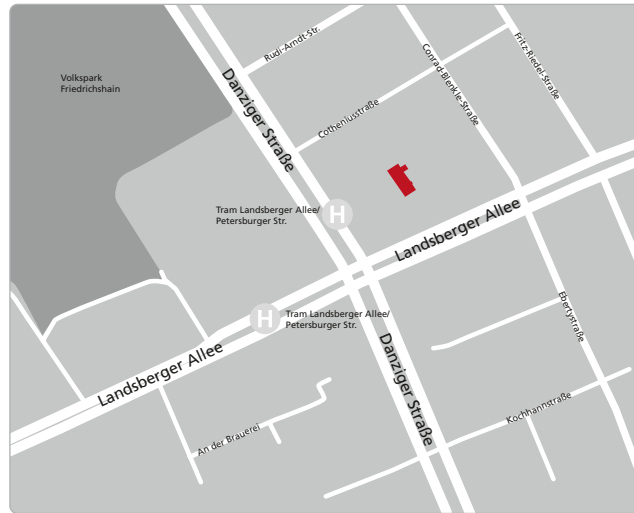 Rudi-Arndt-Str.
Fritz-Riedel-Straße
Conrad-Blenkle-Straße
Volkspark
Friedrichshain
Danziger Straße
Cotheniusstraße
Tram Landsberger Allee/
Petersburger Str.
H
Landsberger Allee
H
Tram Landsberger Allee/
Petersburger Str.
Ebertystraße
Landsberger Allee
Danziger Straße
Kochhannstraße
An der Brauerei